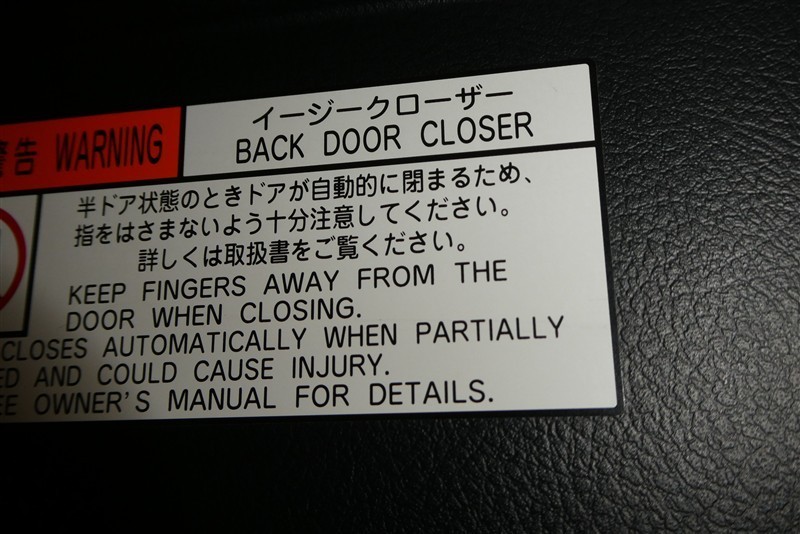 警告 WARNING
イージークローザー
BACK DOOR CLOSER
半ドア状態のときドアが自動的に閉まるため、
指をはさまないよう十分注意してください。
詳しくは取扱書をご覧ください。
KEEP FINGERS AWAY FROM THE
DOOR WHEN CLOSING.
CLOSES AUTOMATICALLY WHEN PARTIALLY
AND COULD CAUSE INJURY.
OWNER'S MANUAL FOR DETAILS.